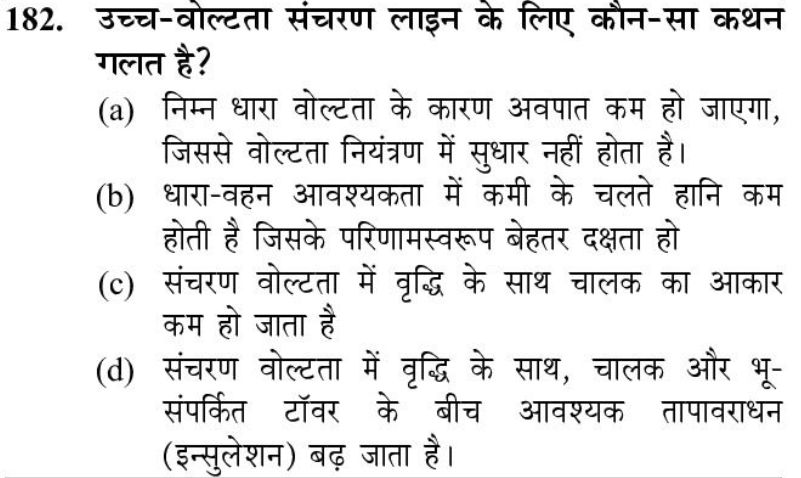 182. उच्च-वोल्टता संचरण लाइन के लिए कौन-सा कथन
गलत है?
(a) निम्न धारा वोल्टता के कारण अवपात कम हो जाएगा,
जिससे वोल्टता नियंत्रण में सुधार नहीं होता है।
(b) धारा-वहन आवश्यकता में कमी के चलते हानि कम
होती है जिसके परिणामस्वरूप बेहतर दक्षता हो
(c) संचरण वोल्टता में वृद्धि के साथ चालक का आकार
कम हो जाता है
(d) संचरण वोल्टता में वृद्धि के साथ, चालक और भू-
संपर्कित टॉवर के बीच आवश्यक तापावराधन
(इन्सुलेशन) बढ़ जाता है।